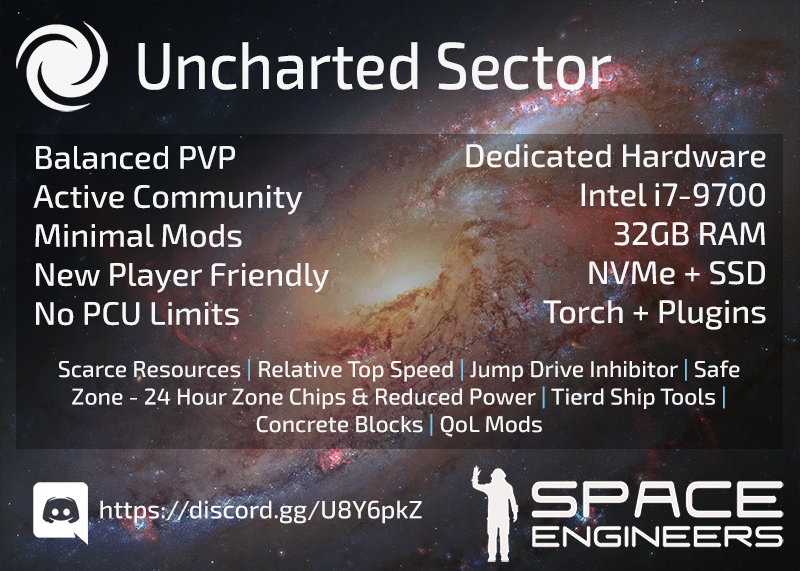 Uncharted Sector
Balanced PVP
Active Community
Minimal Mods
New Player Friendly
No PCU Limits
Dedicated Hardware
Intel i7-9700
32GB RAM
NVMe + SSD
Torch + Plugins
Scarce Resources | Relative Top Speed | Jump Drive Inhibitor | Safe
Zone - 24 Hour Zone Chips & Reduced Power | Tierd Ship Tools |
Concrete Blocks | QoL Mods
https://discord.gg/U8Y6pkZ
SPACE
ENGINEERS